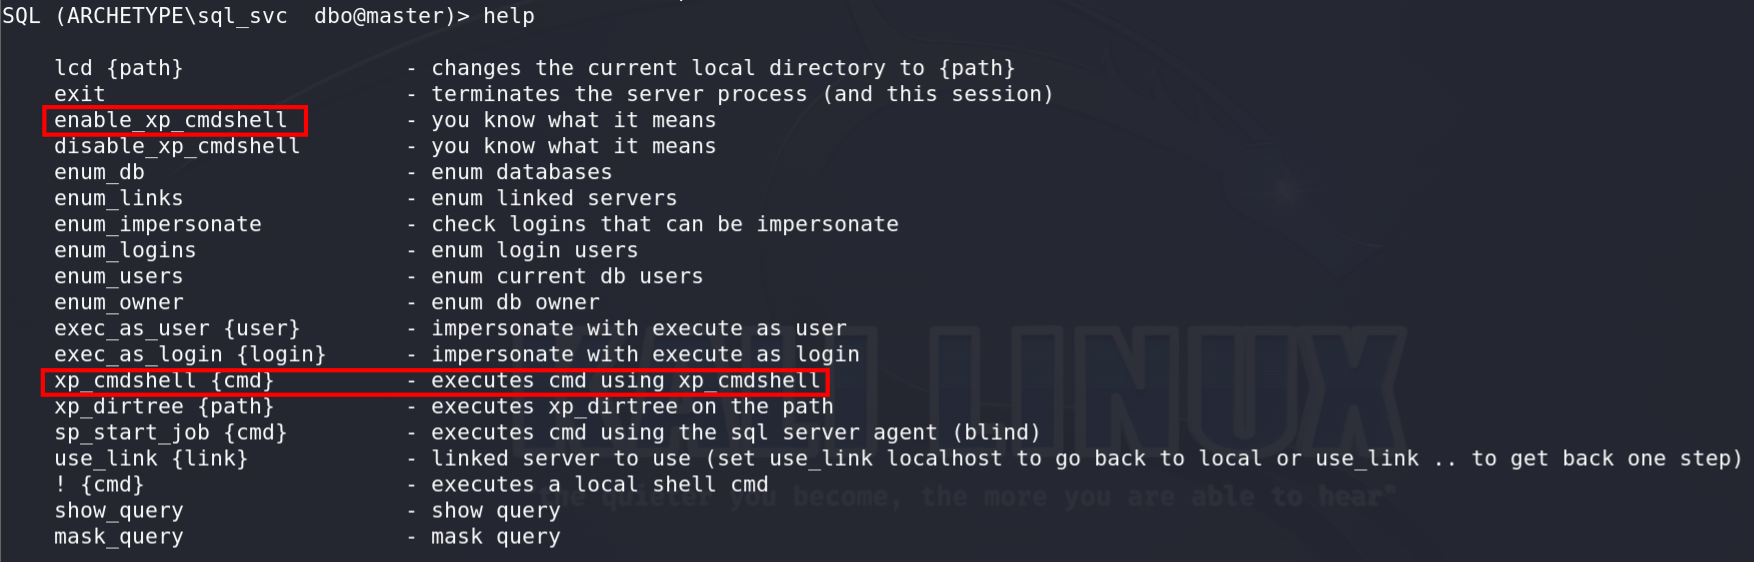 SQL (ARCHETYPE\sql_svc  dbo@master)> help
lcd {path} - changes the current local directory to {path}
exit - terminates the server process (and this session)
enable_xp_cmdshell - you know what it means
disable_xp_cmdshell - you know what it means
enum_db - enum databases
enum_links - enum linked servers
enum_impersonate - check logins that can be impersonate
enum_logins - enum login users
enum_users - enum current db users
enum_owner - enum db owner
exec_as_user {user} - impersonate with execute as user
exec_as_login {login} - impersonate with execute as login
xp_cmdshell {cmd} - executes cmd using xp_cmdshell
xp_dirtree {path} - executes xp_dirtree on the path
sp_start_job {cmd} - executes cmd using the sql server agent (blind)
use_link {link} - linked server to use (set use_link localhost to go back to local or use_link .. to get back one step)
! {cmd} - executes a local shell cmd
show_query - show query
mask_query - mask query
KALI LINUX
the quieter you become, the more you are able to hear"